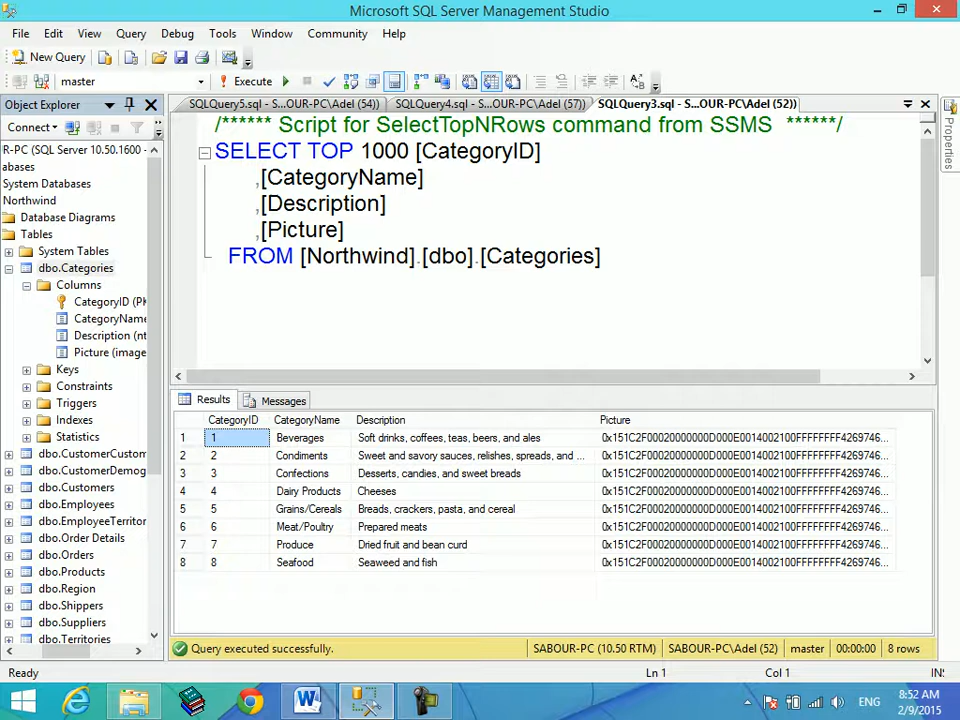 Microsoft SQL Server Management Studio
File Edit View Query Debug Tools Window Community Help
New Query
master Execute
Object Explorer
SQLQuery5.sql - S...OUR-PC\Adel (54))
SQLQuery4.sql - S...OUR-PC\Adel (57))
SQLQuery3.sql - S...OUR-PC\Adel (52))
Properties
Connect
R-PC (SQL Server 10.50.1600
abases
System Databases
Northwind
Database Diagrams
Tables
System Tables
dbo.Categories
Columns
CategoryID (PK
CategoryName
Description (nt
Picture (image
Keys
Constraints
Triggers
Indexes
Statistics
dbo.CustomerCustom
dbo.CustomerDemog
dbo.Customers
dbo.Employees
dbo.EmployeeTerritor
dbo.Order Details
dbo.Orders
dbo.Products
dbo.Region
dbo.Shippers
dbo.Suppliers
dbo.Territories
/****** Script for SelectTopNRows command from SSMS ******/
SELECT TOP 1000 [CategoryID]
,[CategoryName]
,[Description]
,[Picture]
FROM [Northwind].[dbo].[Categories]
Results Messages
CategoryID CategoryName Description Picture
1 1 Beverages Soft drinks, coffees, teas, beers, and ales 0x151C2F00020000000D000E0014002100FFFFFFFF4269746...
2 2 Condiments Sweet and savory sauces, relishes, spreads, and ... 0x151C2F00020000000D000E0014002100FFFFFFFF4269746...
3 3 Confections Desserts, candies, and sweet breads 0x151C2F00020000000D000E0014002100FFFFFFFF4269746...
4 4 Dairy Products Cheeses 0x151C2F00020000000D000E0014002100FFFFFFFF4269746...
5 5 Grains/Cereals Breads, crackers, pasta, and cereal 0x151C2F00020000000D000E0014002100FFFFFFFF4269746...
6 6 Meat/Poultry Prepared meats 0x151C2F00020000000D000E0014002100FFFFFFFF4269746...
7 7 Produce Dried fruit and bean curd 0x151C2F00020000000D000E0014002100FFFFFFFF4269746...
8 8 Seafood Seaweed and fish 0x151C2F00020000000D000E0014002100FFFFFFFF4269746...
Query executed successfully. SABOUR-PC (10.50 RTM) SABOUR-PC\Adel (52) master 00:00:00 8 rows
Ready Ln 1 Col 1 INS
ENG
8:52 AM
2/9/2015